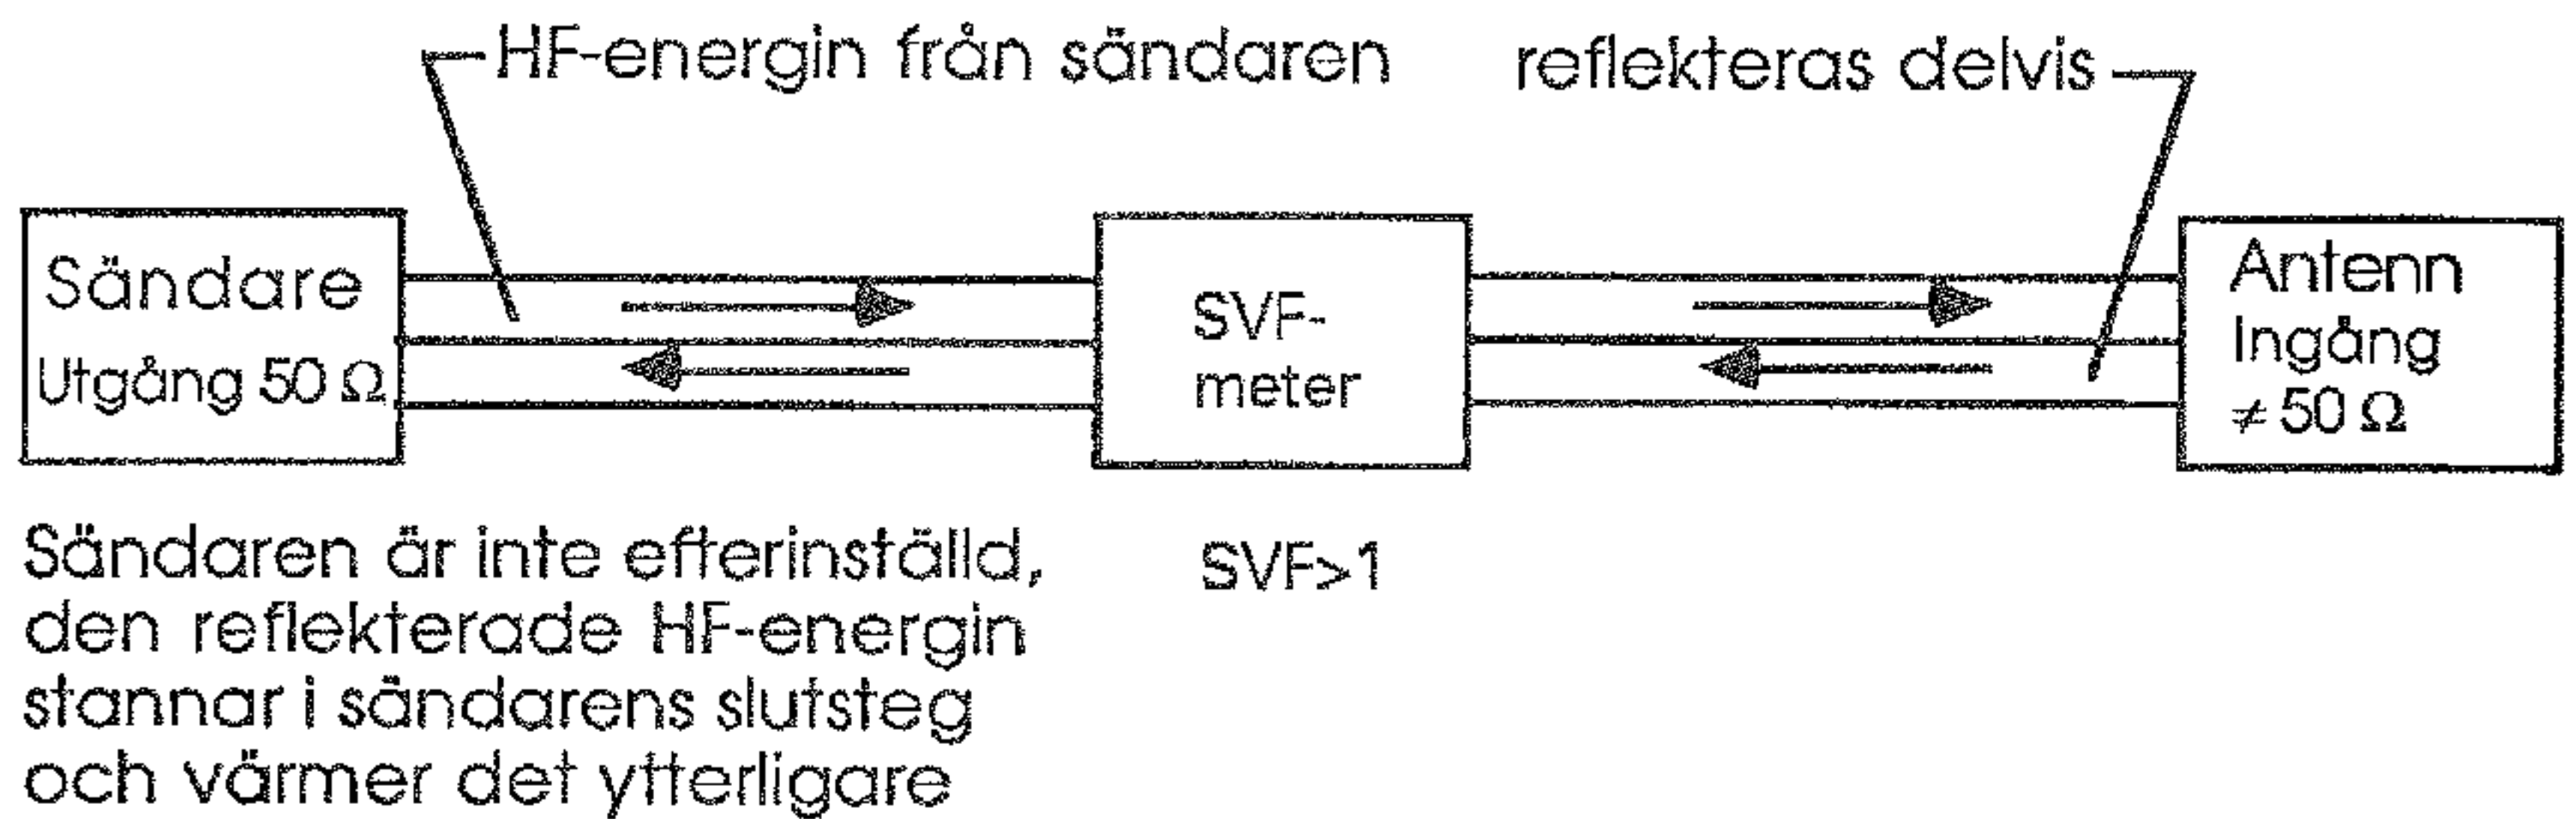 HF-energin från sändaren
reflekteras delvis
Sändare
Utgång 50 Ω
SVF-
meter
Antenn
Ingång
≠ 50 Ω
Sändaren är inte efterinställd,
den reflekterade HF-energin
stannar i sändarens slutsteg
och värmer det ytterligare
SVF>1